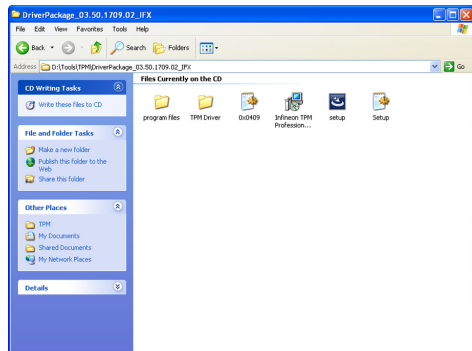 DriverPackage_03.50.1709.02_IFX
File Edit View Favorites Tools Help
Back Search Folders
Address D:\Tools\TPM\DriverPackage_03.50.1709.02_IFX Go
Files Currently on the CD
CD Writing Tasks
Write these files to CD
File and Folder Tasks
Make a new folder
Publish this folder to the
Web
Share this folder
Other Places
TPM
My Documents
Shared Documents
My Network Places
Details
program files TPM Driver 0x0409 Infineon TPM setup Setup
Profession...